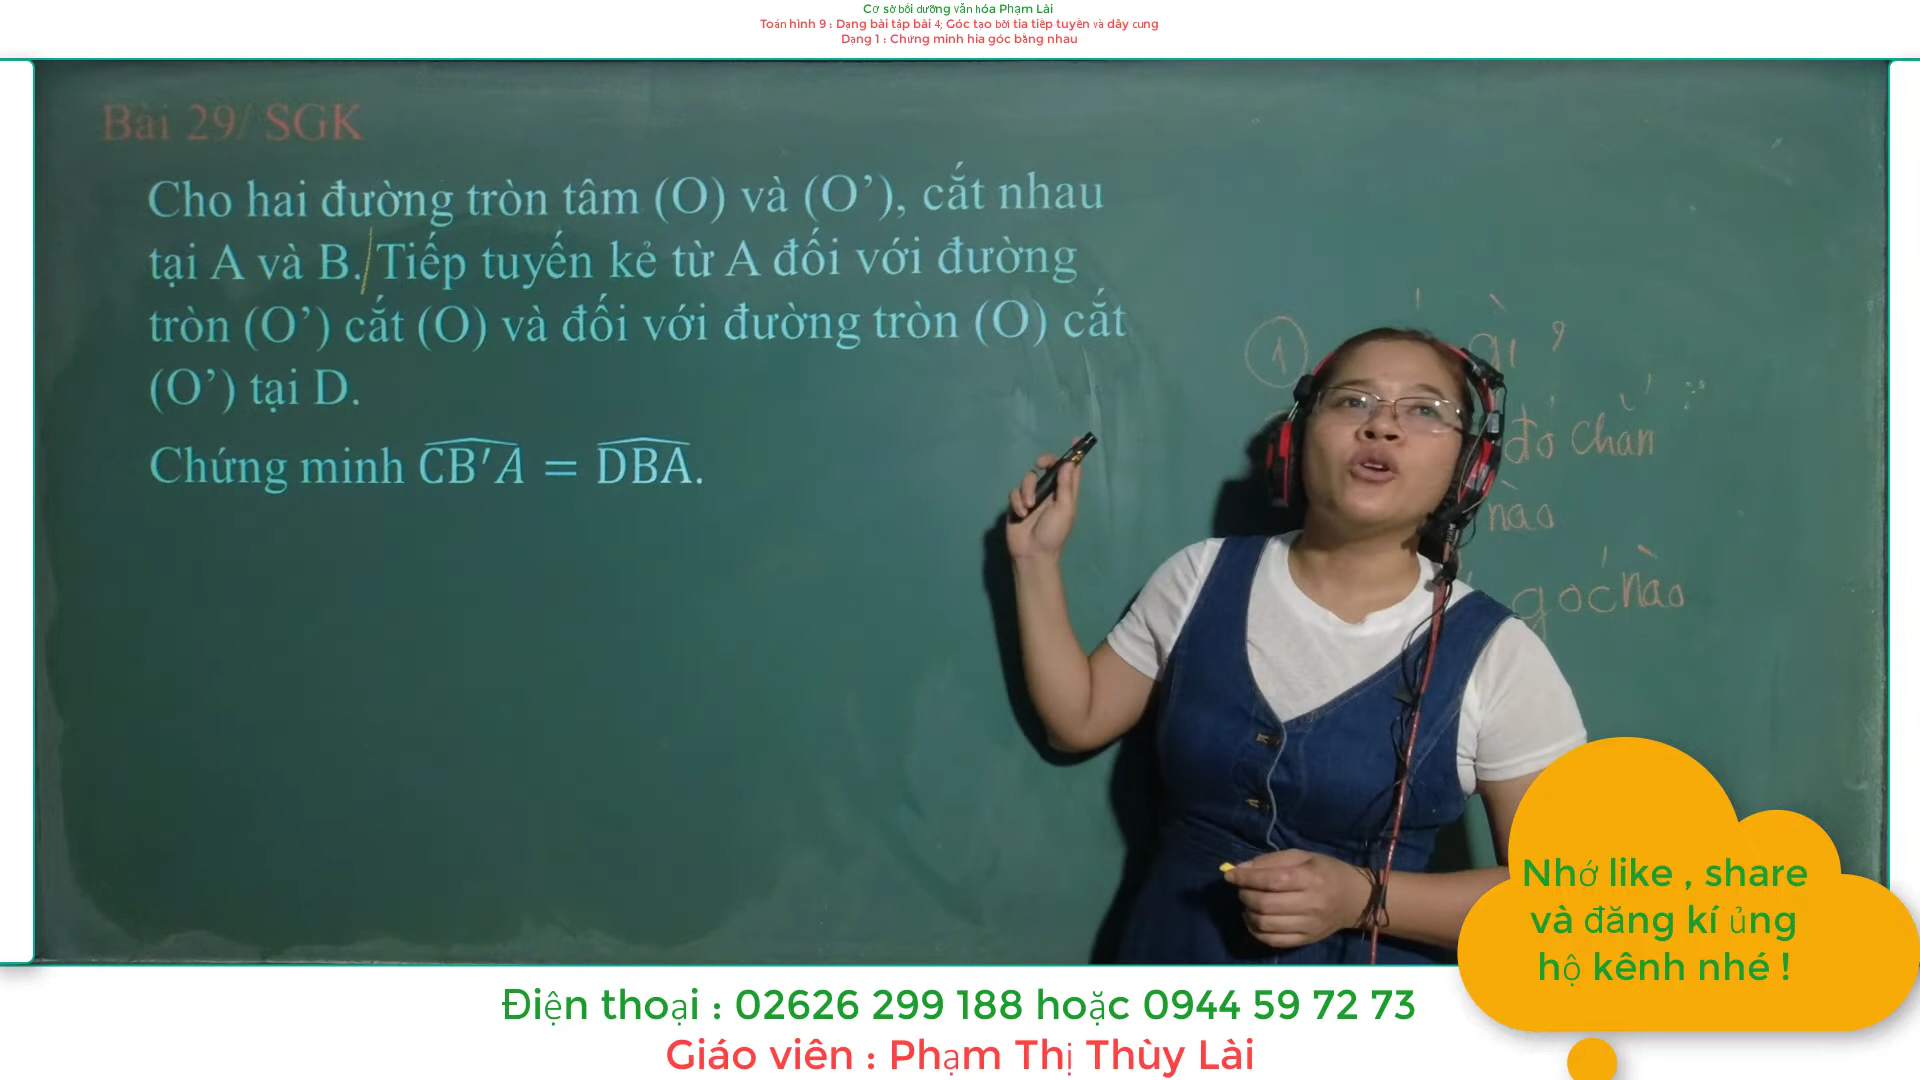 Cơ sở bồi dưỡng văn hóa Phạm Lài
Toán hình 9 : Dạng bài tập bài 4; Góc tạo bởi tia tiếp tuyến và dây cung
Dạng 1 : Chứng minh hia góc bằng nhau
Bài 29/ SGK
Cho hai đường tròn tâm (O) và (O’), cắt nhau
tại A và B. Tiếp tuyến kẻ từ A đối với đường
tròn (O’) cắt (O) và đối với đường tròn (O) cắt
(O’) tại D.
Chứng minh CB′A = DBA.
1
đó chắn
nào
góc nào
Nhớ like , share
và đăng kí ủng
hộ kênh nhé !
Điện thoại : 02626 299 188 hoặc 0944 59 72 73
Giáo viên : Phạm Thị Thùy Lài